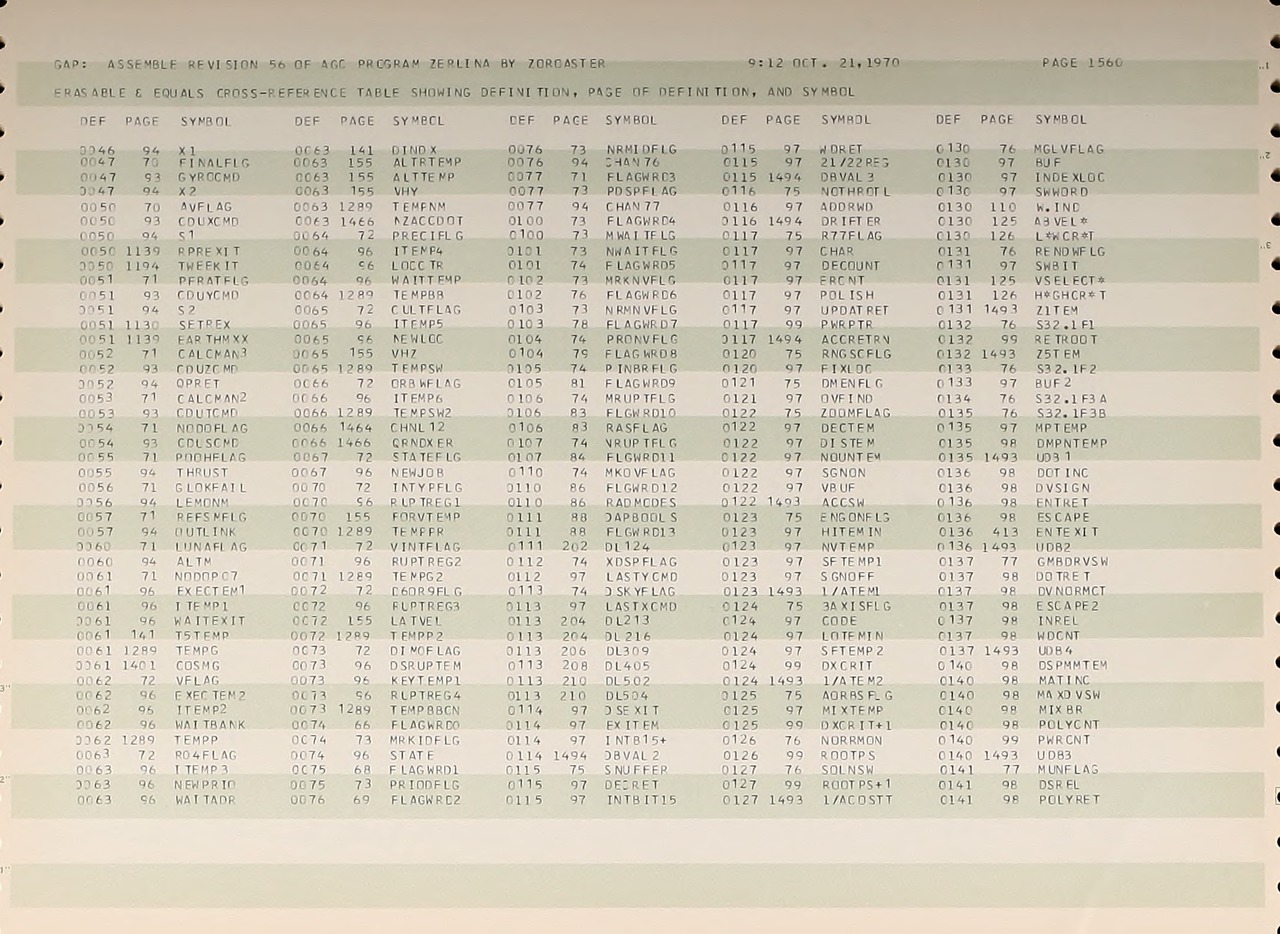 GAP: ASSEMBLE REVISION 56 OF AGC PROGRAM ZERLINA BY ZOROASTER 9:12 OCT. 21,1970 PAGE 1560
ERASABLE & EQUALS CROSS-REFERENCE TABLE SHOWING DEFINITION, PAGE OF DEFINITION, AND SYMBOL
DEF PAGE SYMBOL DEF PAGE SYMBOL DEF PAGE SYMBOL DEF PAGE SYMBOL DEF PAGE SYMBOL
0046 94 X1 0063 141 DINDX 0076 73 NRMIDFLG 0115 97 WDRET 0130 76 MGLVFLAG
0047 70 FINALFLG 0063 155 ALTRTEMP 0076 94 CHAN76 0115 97 21/22REG 0130 97 BUF
0047 93 GYROCMD 0063 155 ALTTEMP 0077 71 FLAGWRD3 0115 1494 DBVAL3 0130 97 INDEXLOC
0047 94 X2 0063 155 VHY 0077 73 PDSPFLAG 0116 75 NOTHROTL 0130 97 SWWORD
0050 70 AVFLAG 0063 1289 TEMPNM 0077 94 CHAN77 0116 97 ADDRWD 0130 110 W.IND
0050 93 CDUXCMD 0063 1466 NZACCDOT 0100 73 FLAGWRD4 0116 1494 DRIFTER 0130 125 ABVEL*
0050 94 S1 0064 72 PRECIFLG 0100 73 MWAITFLG 0117 75 R77FLAG 0130 126 L*WCR*T
0050 1139 RPREXIT 0064 96 ITEMP4 0101 73 NWAITFLG 0117 97 CHAR 0131 76 RENDWFLG
0050 1194 TWEEKIT 0064 96 LOCCTR 0101 74 FLAGWRD5 0117 97 DECOUNT 0131 97 SWBIT
0051 71 PFRATFLG 0064 96 WAITTEMP 0102 73 MRKNVFLG 0117 97 ERCNT 0131 125 VSELECT*
0051 93 CDUYCMD 0064 1289 TEMPBB 0102 76 FLAGWRD6 0117 97 POLISH 0131 126 H*GHCR*T
0051 94 S2 0065 72 CULTFLAG 0103 73 NRMNVFLG 0117 97 UPDATRET 0131 1493 Z1TEM
0051 1130 SETREX 0065 96 ITEMP5 0103 78 FLAGWRD7 0117 99 PWRPTR 0132 76 S32.1F1
0051 1139 EARTHMXX 0065 96 NEWLOC 0104 74 PRONVFLG 0117 1494 ACCRETRN 0132 99 RETROOT
0052 71 CALCMAN3 0065 155 VHZ 0104 79 FLAGWRD8 0120 75 RNGSCFLG 0132 1493 Z5TEM
0052 93 CDUZCMD 0065 1289 TEMPSW 0105 74 PINBRFLG 0120 97 FIXLOC 0133 76 S32.1F2
0052 94 OPRET 0066 72 ORBWFLAG 0105 81 FLAGWRD9 0121 75 DMENFLG 0133 97 BUF2
0053 71 CALCMAN2 0066 96 ITEMP6 0106 74 MRUPTFLG 0121 97 OVFIND 0134 76 S32.1F3A
0053 93 CDUTCMD 0066 1289 TEMPSW2 0106 83 FLGWRD10 0122 75 ZOOMFLAG 0135 76 S32.1F3B
0054 71 NODOFLAG 0066 1464 CHNL12 0106 83 RASFLAG 0122 97 DECTEM 0135 97 MPTEMP
0054 93 CDUSCMD 0066 1466 QRNDXER 0107 74 VRUPTFLG 0122 97 DISTEM 0135 98 DMPNTEMP
0055 71 POOHFLAG 0067 72 STATEFLG 0107 84 FLGWRD11 0122 97 NOUNTEM 0135 1493 UDB1
0055 94 THRUST 0067 96 NEWJOB 0110 74 MKOVFLAG 0122 97 SGNON 0136 98 DOTINC
0056 71 GLOKFAIL 0070 72 INTYPFLG 0110 86 FLGWRD12 0122 97 VBUF 0136 98 DVSIGN
0056 94 LEMONM 0070 96 RUPTREG1 0110 86 RADMODES 0122 1493 ACCSW 0136 98 ENTRET
0057 71 REFSMFLG 0070 155 FORVTEMP 0111 88 DAPBOOLS 0123 75 ENGONFLG 0136 98 ESCAPE
0057 94 OUTLINK 0070 1289 TEMPPR 0111 88 FLGWRD13 0123 97 HITEMIN 0136 413 ENTEXIT
0060 71 LUNAFLAG 0071 72 VINTFLAG 0111 202 DL124 0123 97 NVTEMP 0136 1493 UDB2
0060 94 ALTM 0071 96 RUPTREG2 0112 74 XDSPFLAG 0123 97 SFTEMP1 0137 77 GMBDRVSW
0061 71 NODOP07 0071 1289 TEMPG2 0112 97 LASTYCMD 0123 97 SGNOFF 0137 98 DOTRET
0061 96 EXECTEM1 0072 72 D6OR9FLG 0113 74 DSKYFLAG 0123 1493 1/ATEM1 0137 98 DVNORMCT
0061 96 ITEMP1 0072 96 RUPTREG3 0113 97 LASTXCMD 0124 75 3AXISFLG 0137 98 ESCAPE2
0061 96 WAITEXIT 0072 155 LATVEL 0113 204 DL213 0124 97 CODE 0137 98 INREL
0061 141 T5TEMP 0072 1289 TEMPP2 0113 204 DL216 0124 97 LOTEMIN 0137 98 WDCNT
0061 1289 TEMPG 0073 72 DIMOFLAG 0113 206 DL309 0124 97 SFTEMP2 0137 1493 UDB4
0061 1401 COSMG 0073 96 DSRUPTEM 0113 208 DL405 0124 99 DXCRIT 0140 98 DSPMMTEM
0062 72 VFLAG 0073 96 KEYTEMP1 0113 210 DL502 0124 1493 1/ATEM2 0140 98 MATINC
0062 96 EXECTEM2 0073 96 RUPTREG4 0113 210 DL504 0125 75 AORBSFLG 0140 98 MAXDVSW
0062 96 ITEMP2 0073 1289 TEMPBBCN 0114 97 DSEXIT 0125 97 MIXTEMP 0140 98 MIXBR
0062 96 WAITBANK 0074 66 FLAGWRD0 0114 97 EXITEM 0125 99 DXCRIT+1 0140 98 POLYCNT
0062 1289 TEMPP 0074 73 MRKIDFLG 0114 97 INTB15+ 0126 76 NORRMON 0140 99 PWRCNT
0063 72 R04FLAG 0074 96 STATE 0114 1494 DBVAL2 0126 99 ROOTPS 0140 1493 UDB3
0063 96 ITEMP3 0075 68 FLAGWRD1 0115 75 SNUFFER 0127 76 SOLNSW 0141 77 MUNFLAG
0063 96 NEWPRIO 0075 73 PRIODFLG 0115 97 DECRET 0127 99 ROOTPS+1 0141 98 DSREL
0063 96 WAITADR 0076 69 FLAGWRD2 0115 97 INTBIT15 0127 1493 1/ACOSTT 0141 98 POLYRET